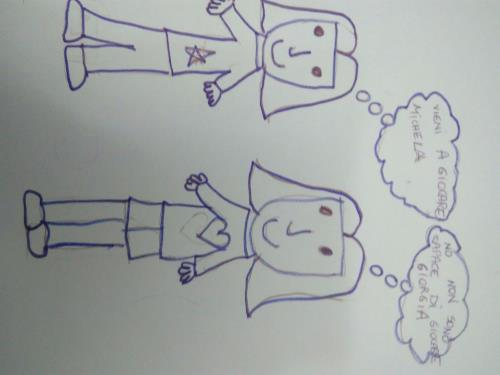 VIENI A GIOCARE
MICHELA
NO NON SONO
CAPACE DI GIOCARE
GIORGIA